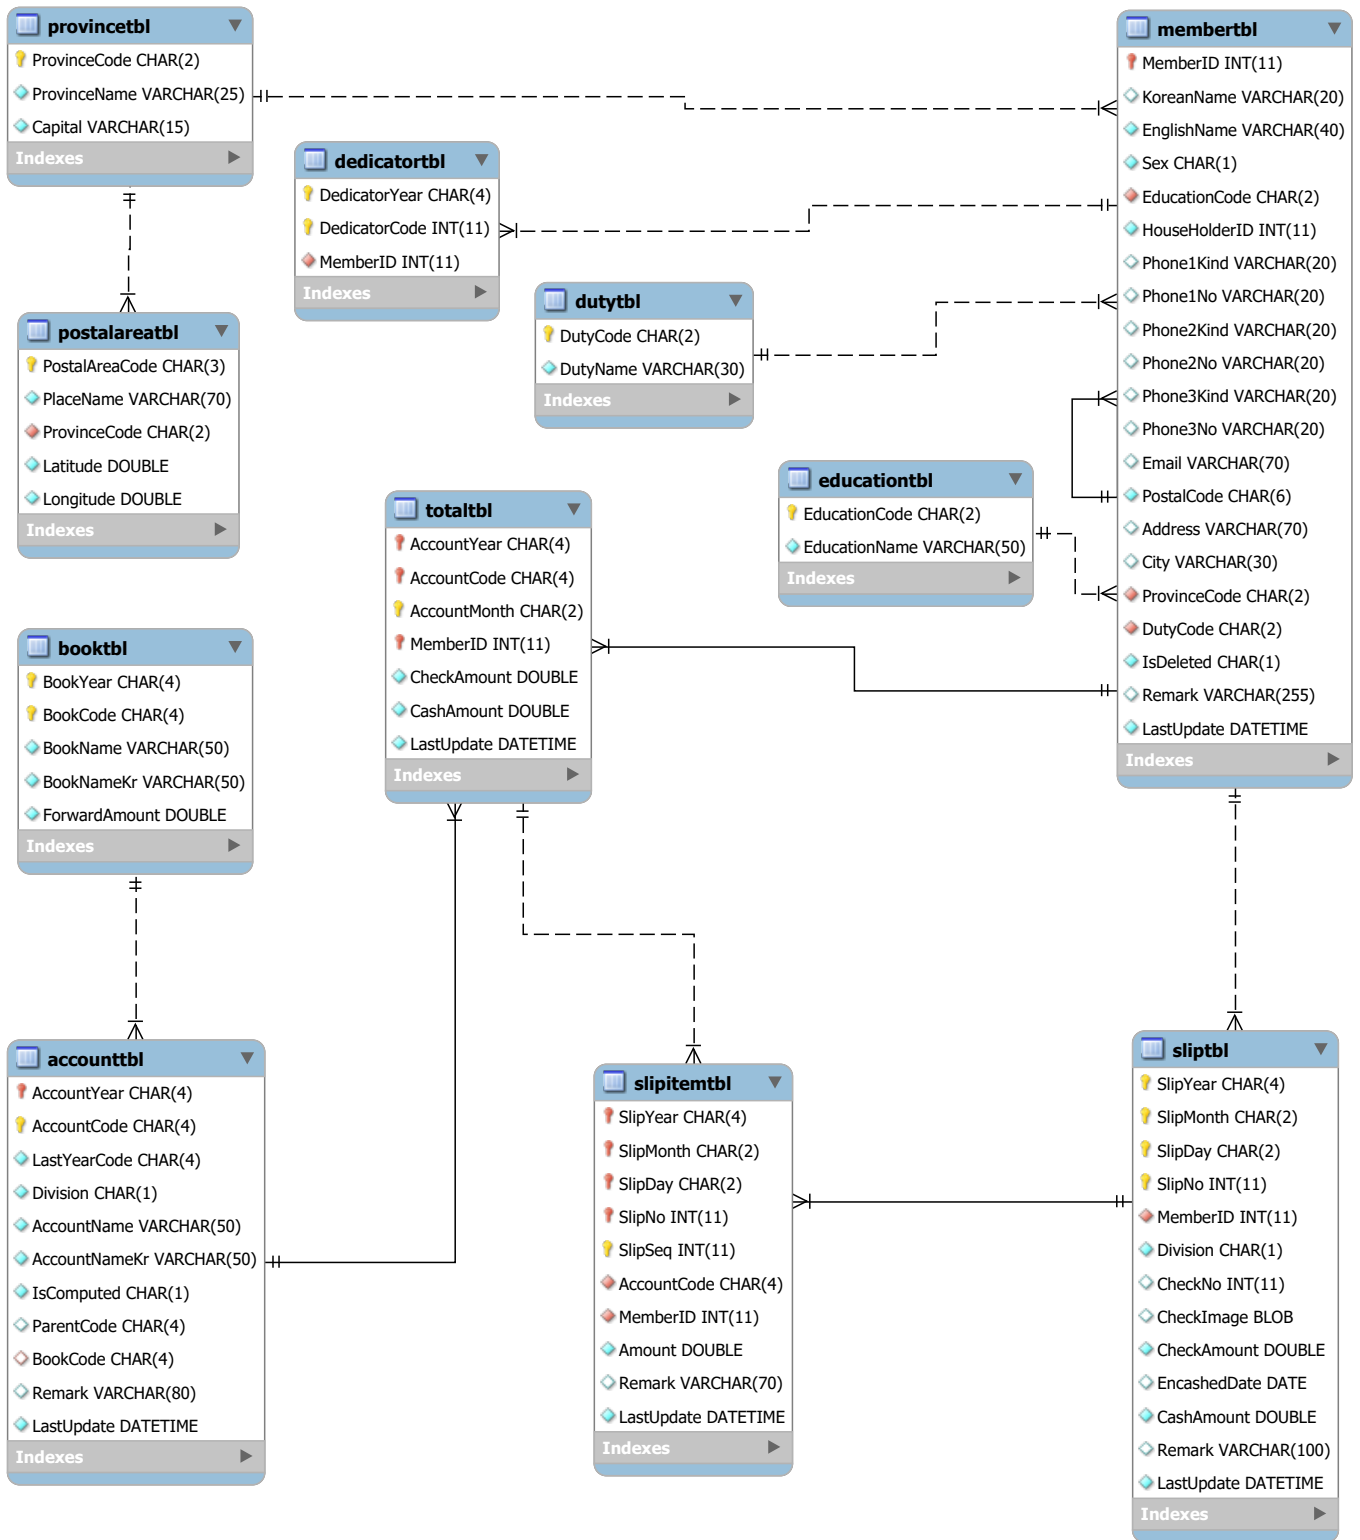 provincetbl
ProvinceCode CHAR(2)
ProvinceName VARCHAR(25)
Capital VARCHAR(15)
Indexes
dedicatortbl
DedicatorYear CHAR(4)
DedicatorCode INT(11)
MemberID INT(11)
Indexes
dutytbl
DutyCode CHAR(2)
DutyName VARCHAR(30)
Indexes
membertbl
MemberID INT(11)
KoreanName VARCHAR(20)
EnglishName VARCHAR(40)
Sex CHAR(1)
EducationCode CHAR(2)
HouseHolderID INT(11)
Phone1Kind VARCHAR(20)
Phone1No VARCHAR(20)
Phone2Kind VARCHAR(20)
Phone2No VARCHAR(20)
Phone3Kind VARCHAR(20)
Phone3No VARCHAR(20)
Email VARCHAR(70)
PostalCode CHAR(6)
Address VARCHAR(70)
City VARCHAR(30)
ProvinceCode CHAR(2)
DutyCode CHAR(2)
IsDeleted CHAR(1)
Remark VARCHAR(255)
LastUpdate DATETIME
Indexes
postalareatbl
PostalAreaCode CHAR(3)
PlaceName VARCHAR(70)
ProvinceCode CHAR(2)
Latitude DOUBLE
Longitude DOUBLE
Indexes
educationtbl
EducationCode CHAR(2)
EducationName VARCHAR(50)
Indexes
totaltbl
AccountYear CHAR(4)
AccountCode CHAR(4)
AccountMonth CHAR(2)
MemberID INT(11)
CheckAmount DOUBLE
CashAmount DOUBLE
LastUpdate DATETIME
Indexes
booktbl
BookYear CHAR(4)
BookCode CHAR(4)
BookName VARCHAR(50)
BookNameKr VARCHAR(50)
ForwardAmount DOUBLE
Indexes
accounttbl
AccountYear CHAR(4)
AccountCode CHAR(4)
LastYearCode CHAR(4)
Division CHAR(1)
AccountName VARCHAR(50)
AccountNameKr VARCHAR(50)
IsComputed CHAR(1)
ParentCode CHAR(4)
BookCode CHAR(4)
Remark VARCHAR(80)
LastUpdate DATETIME
Indexes
slipitemtbl
SlipYear CHAR(4)
SlipMonth CHAR(2)
SlipDay CHAR(2)
SlipNo INT(11)
SlipSeq INT(11)
AccountCode CHAR(4)
MemberID INT(11)
Amount DOUBLE
Remark VARCHAR(70)
LastUpdate DATETIME
Indexes
sliptbl
SlipYear CHAR(4)
SlipMonth CHAR(2)
SlipDay CHAR(2)
SlipNo INT(11)
MemberID INT(11)
Division CHAR(1)
CheckNo INT(11)
CheckImage BLOB
CheckAmount DOUBLE
EncashedDate DATE
CashAmount DOUBLE
Remark VARCHAR(100)
LastUpdate DATETIME
Indexes